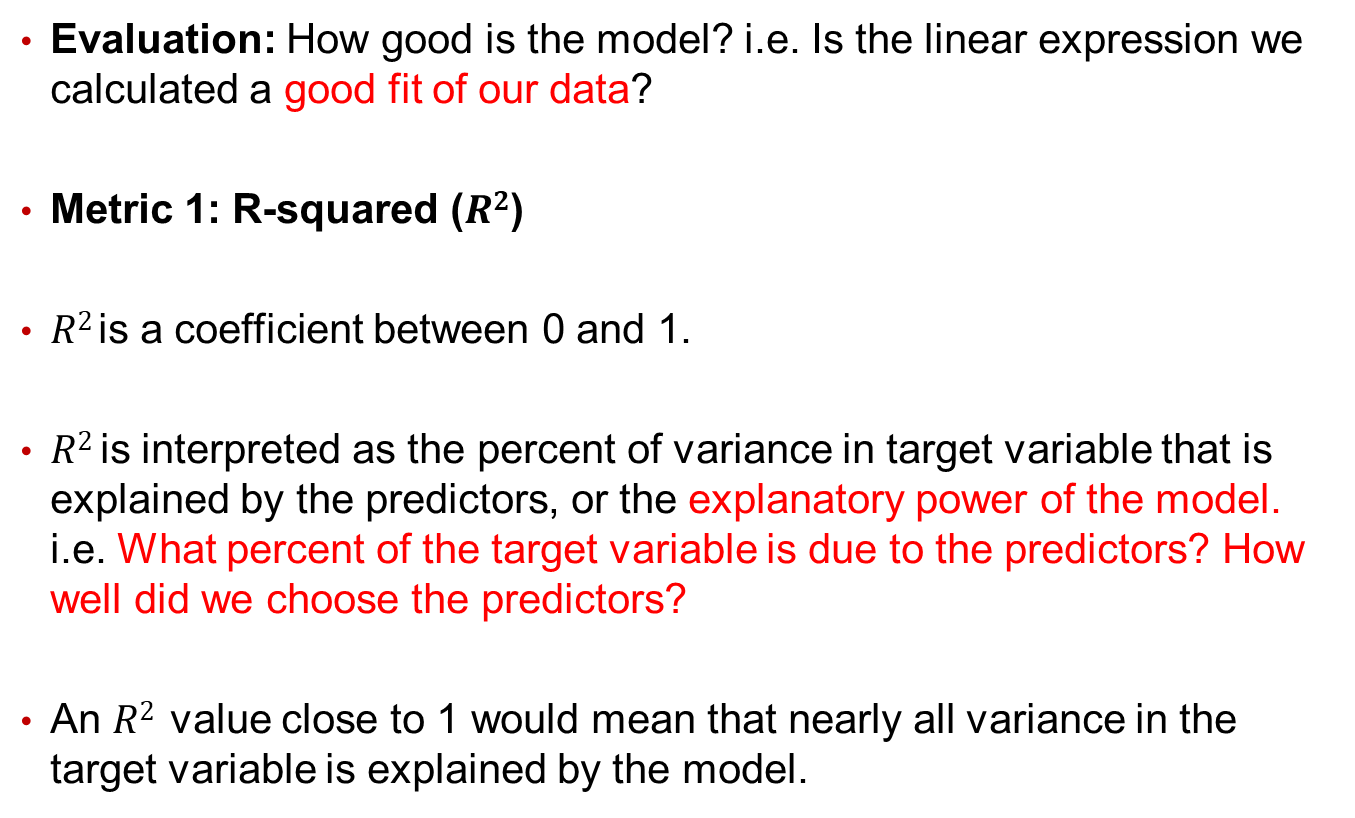 • Evaluation: How good is the model? i.e. Is the linear expression we
calculated a good fit of our data?
• Metric 1: R-squared (R²)
• R² is a coefficient between 0 and 1.
• R² is interpreted as the percent of variance in target variable that is
explained by the predictors, or the explanatory power of the model.
i.e. What percent of the target variable is due to the predictors? How
well did we choose the predictors?
• An R² value close to 1 would mean that nearly all variance in the
target variable is explained by the model.